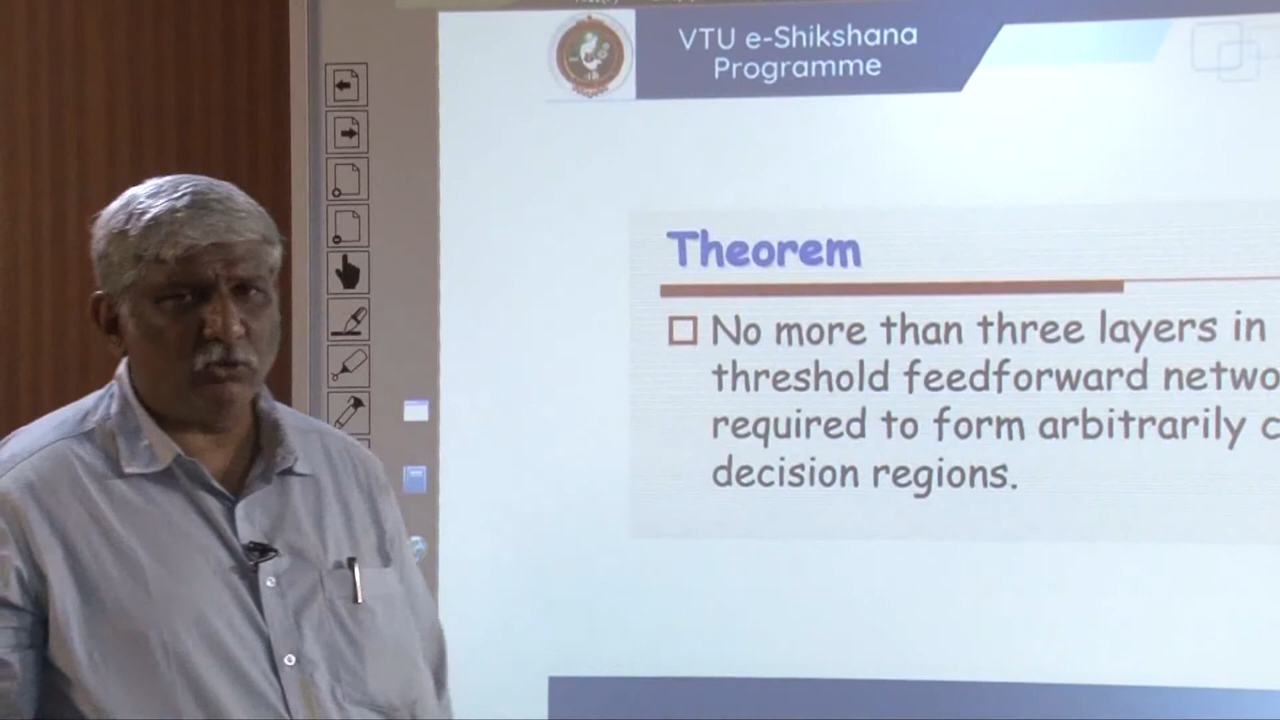 VTU e-Shikshana
Programme
Theorem
No more than three layers in
threshold feedforward netwo
required to form arbitrarily c
decision regions.